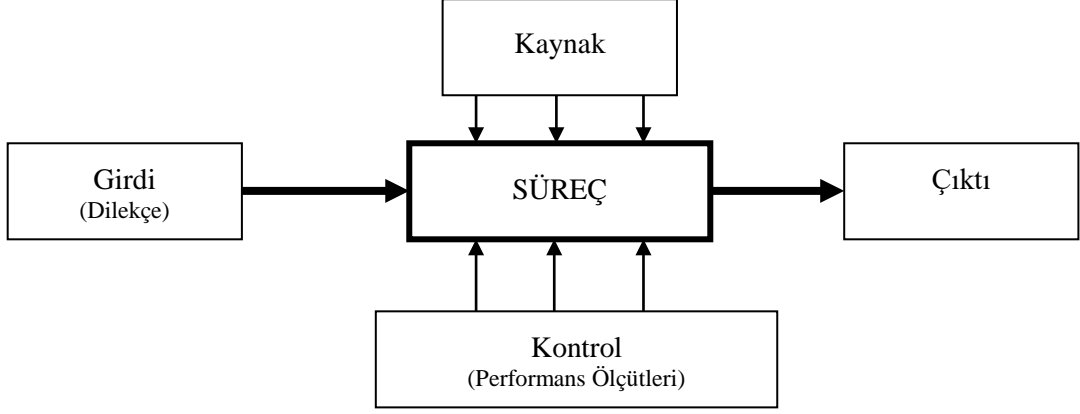 Kaynak
Girdi
(Dilekçe)
SÜREÇ
Çıktı
Kontrol
(Performans Ölçütleri)